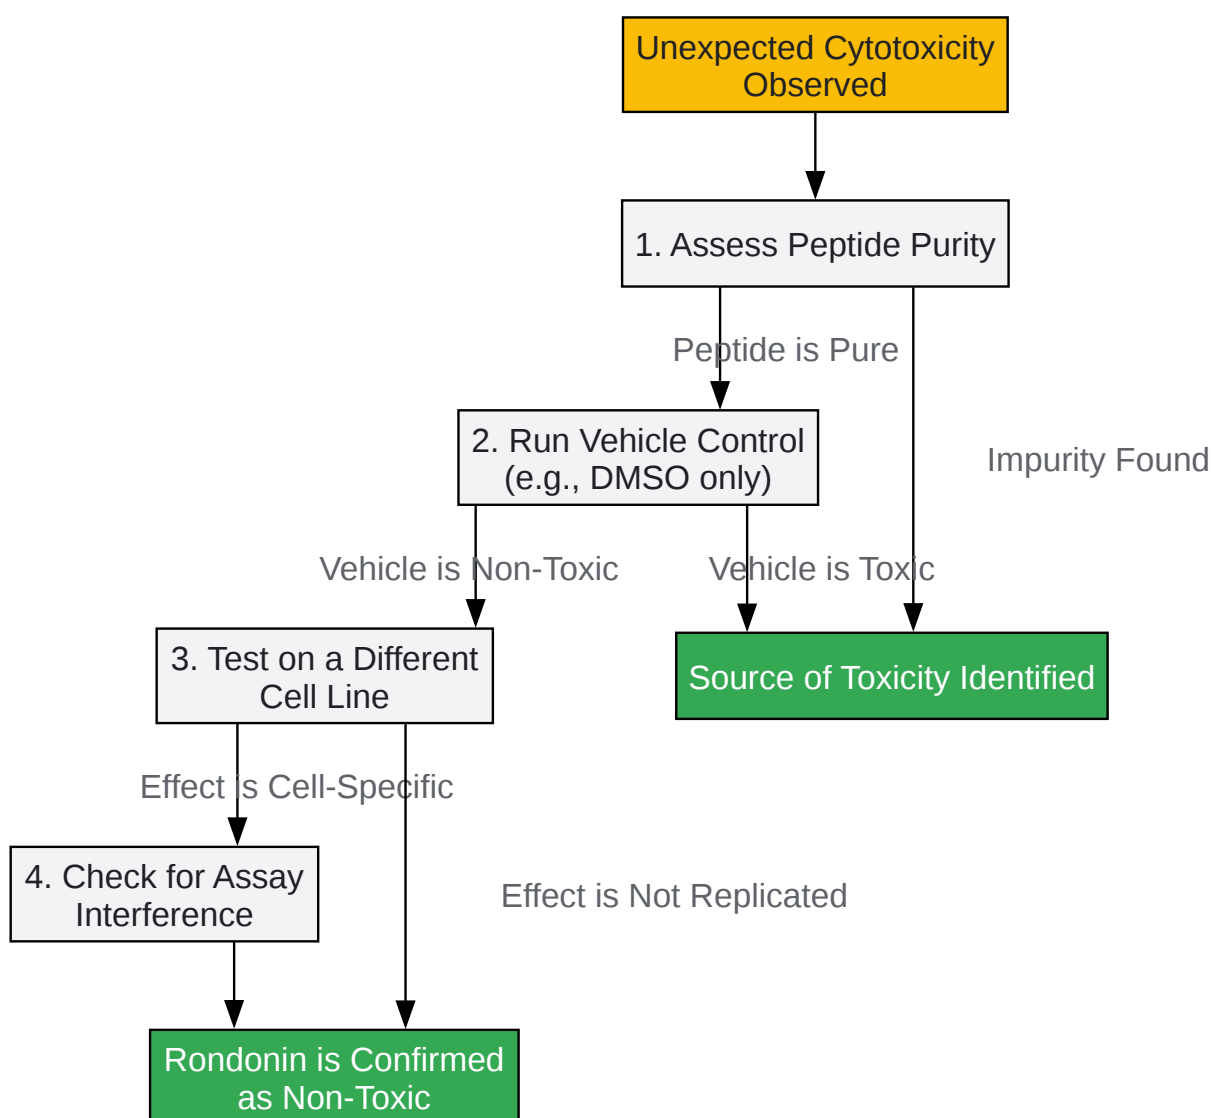 Unexpected Cytotoxicity
Observed
1. Assess Peptide Purity
Peptide is Pure
2. Run Vehicle Control
(e.g., DMSO only)
Impurity Found
Vehicle is Non-Toxic
Vehicle is Toxic
3. Test on a Different
Cell Line
Source of Toxicity Identified
Effect is Cell-Specific
4. Check for Assay
Interference
Effect is Not Replicated
Rondonin is Confirmed
as Non-Toxic